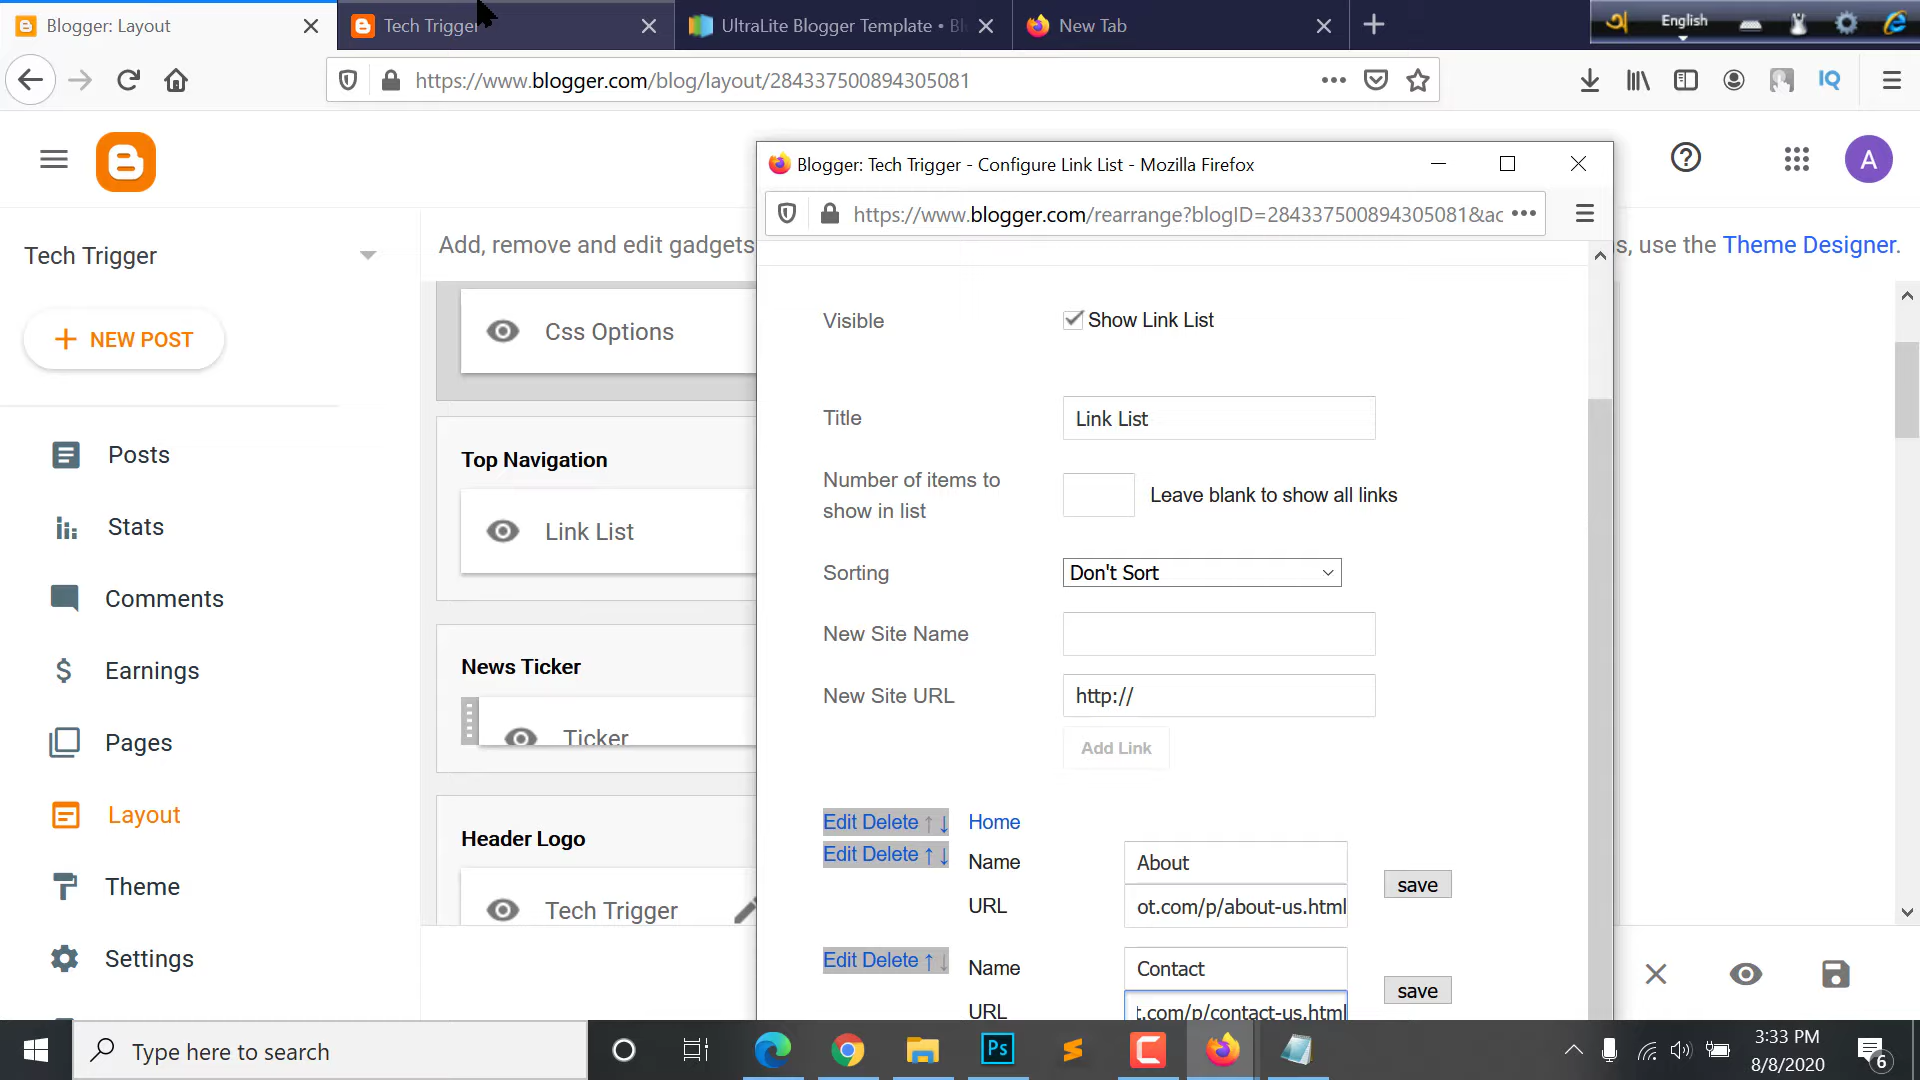 Blogger: Layout
Tech Trigger
UltraLite Blogger Template • Bl
New Tab
English
https://www.blogger.com/blog/layout/284337500894305081
IQ
Blogger: Tech Trigger - Configure Link List - Mozilla Firefox
A
https://www.blogger.com/rearrange?blogID=284337500894305081&ac
Tech Trigger
Add, remove and edit gadgets
s, use the Theme Designer.
NEW POST
Css Options
Visible
Show Link List
Title
Link List
Posts
Top Navigation
Number of items to show in list
Leave blank to show all links
Stats
Link List
Sorting
Don't Sort
Comments
New Site Name
News Ticker
Earnings
New Site URL
http://
Pages
Ticker
Add Link
Layout
Header Logo
Edit Delete ↑ ↓
Home
Edit Delete ↑ ↓
Name
About
save
Theme
Tech Trigger
URL
ot.com/p/about-us.html
Settings
Edit Delete ↑ ↓
Name
Contact
save
URL
t.com/p/contact-us.html
Type here to search
Ps
3:33 PM
8/8/2020
6